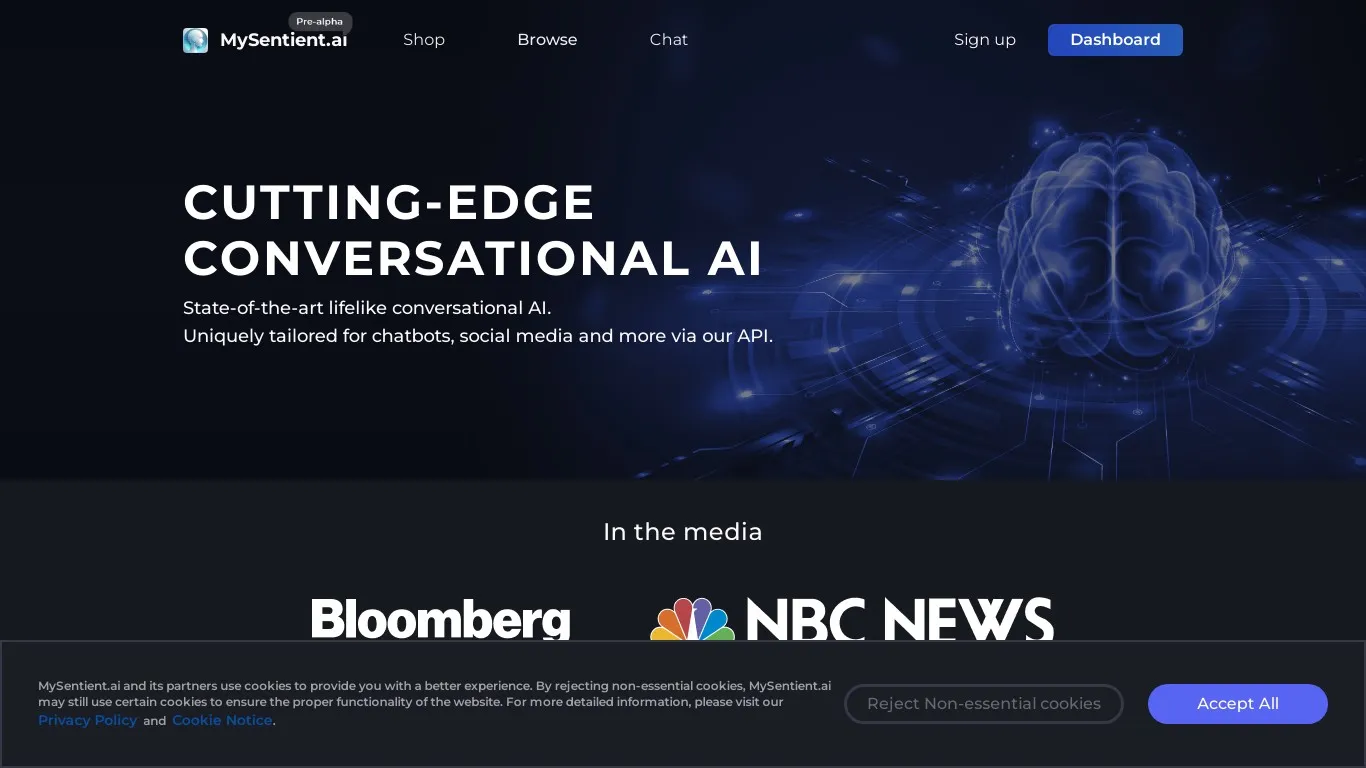 Pre-alpha
MySentient.ai
Shop
Browse
Chat
Sign up
Dashboard
CUTTING-EDGE
CONVERSATIONAL AI
State-of-the-art lifelike conversational AI.
Uniquely tailored for chatbots, social media and more via our API.
In the media
Bloomberg
NBC NEWS
MySentient.ai and its partners use cookies to provide you with a better experience. By rejecting non-essential cookies, MySentient.ai
may still use certain cookies to ensure the proper functionality of the website. For more detailed information, please visit our
Privacy Policy and Cookie Notice.
Reject Non-essential cookies
Accept All